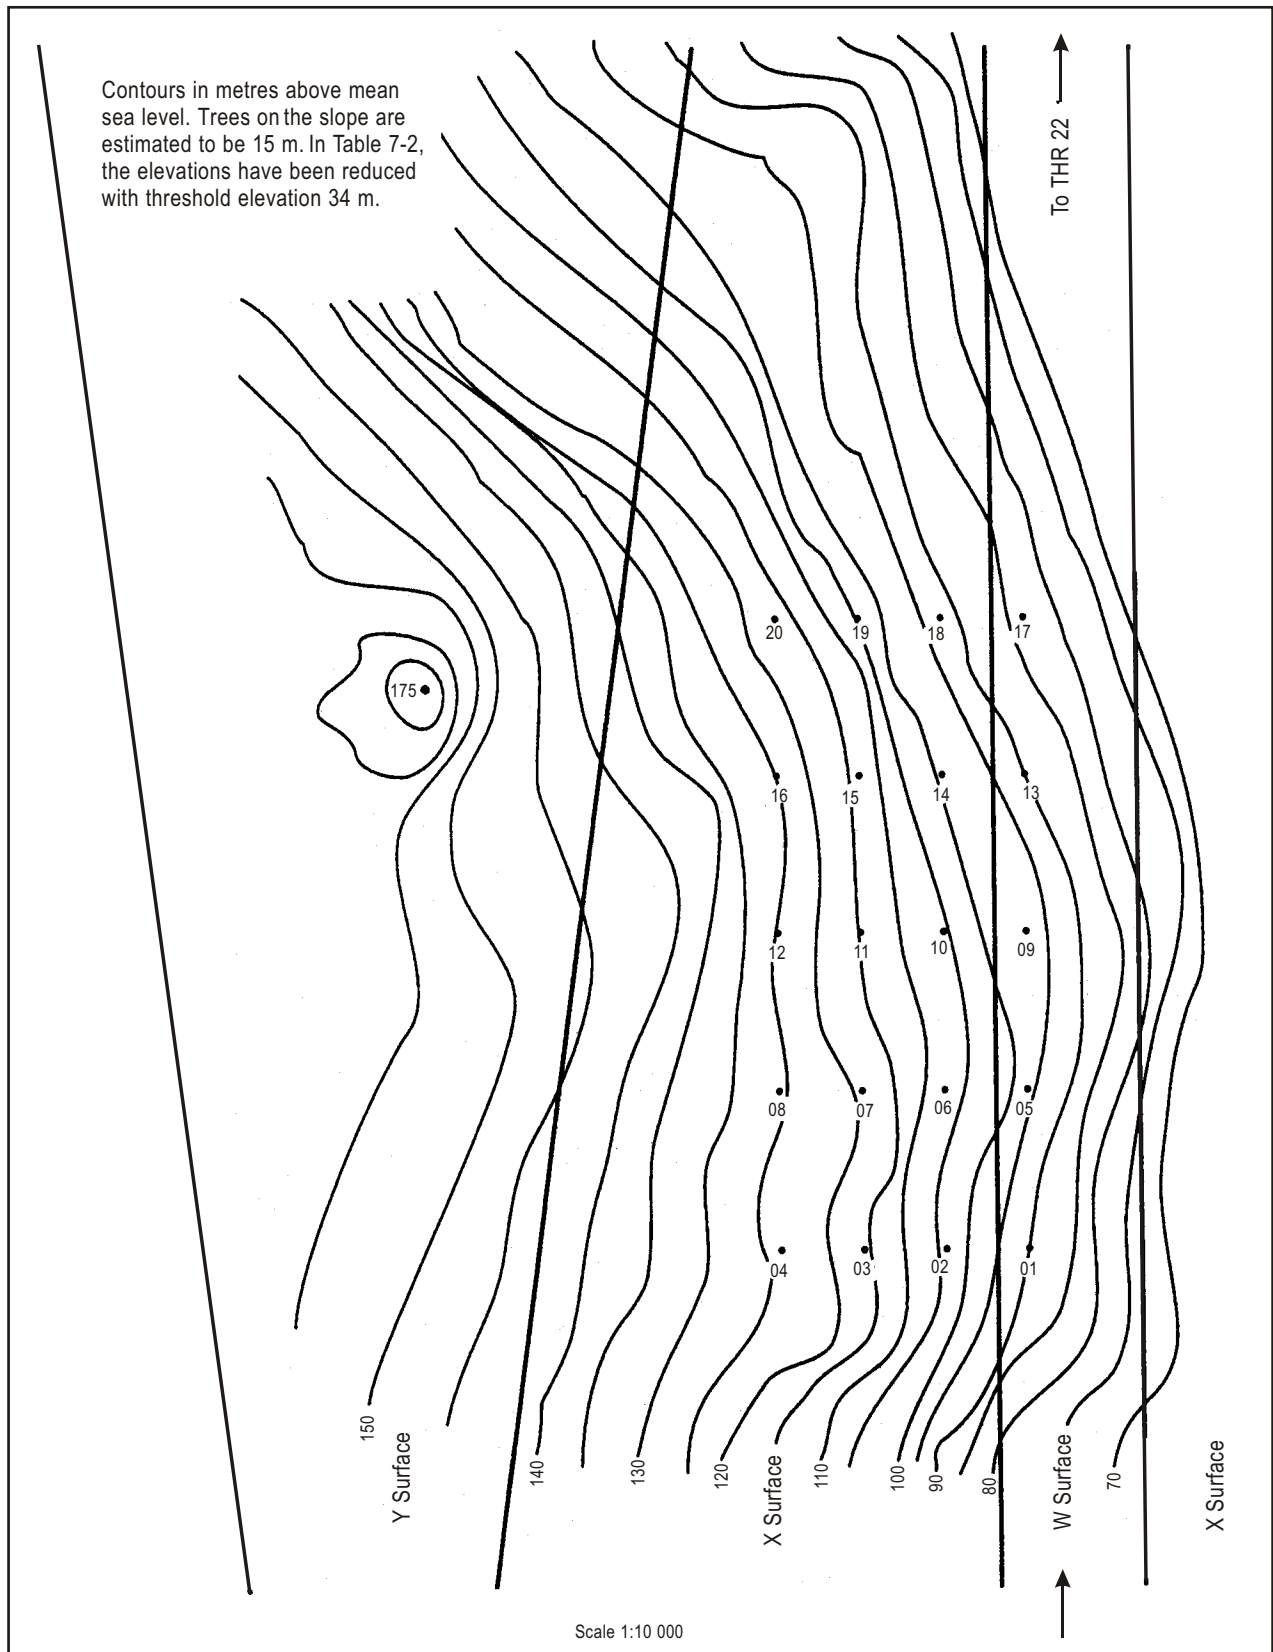 Contours in metres above mean
sea level. Trees on the slope are
estimated to be 15 m. In Table 7-2,
the elevations have been reduced
with threshold elevation 34 m.
To THR 22
20
19
18
17
175
16
15
14
13
12
11
10
09
08
07
06
05
04
03
02
01
150
Y Surface
140
130
120
X Surface
110
100
90
80
W Surface
70
X Surface
Scale 1:10 000